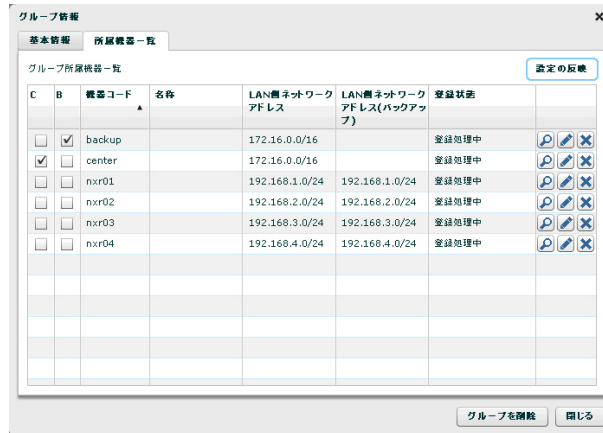 グループ情報
基本情報 所属機器一覧
グループ所属機器一覧 設定の反映
C B 機器コード 名称 LAN側ネットワークアドレス LAN側ネットワークアドレス(バックアップ) 登録状態
backup 172.16.0.0/16 登録処理中
center 172.16.0.0/16 登録処理中
nxr01 192.168.1.0/24 192.168.1.0/24 登録処理中
nxr02 192.168.2.0/24 192.168.2.0/24 登録処理中
nxr03 192.168.3.0/24 192.168.3.0/24 登録処理中
nxr04 192.168.4.0/24 192.168.4.0/24 登録処理中
グループを削除 閉じる